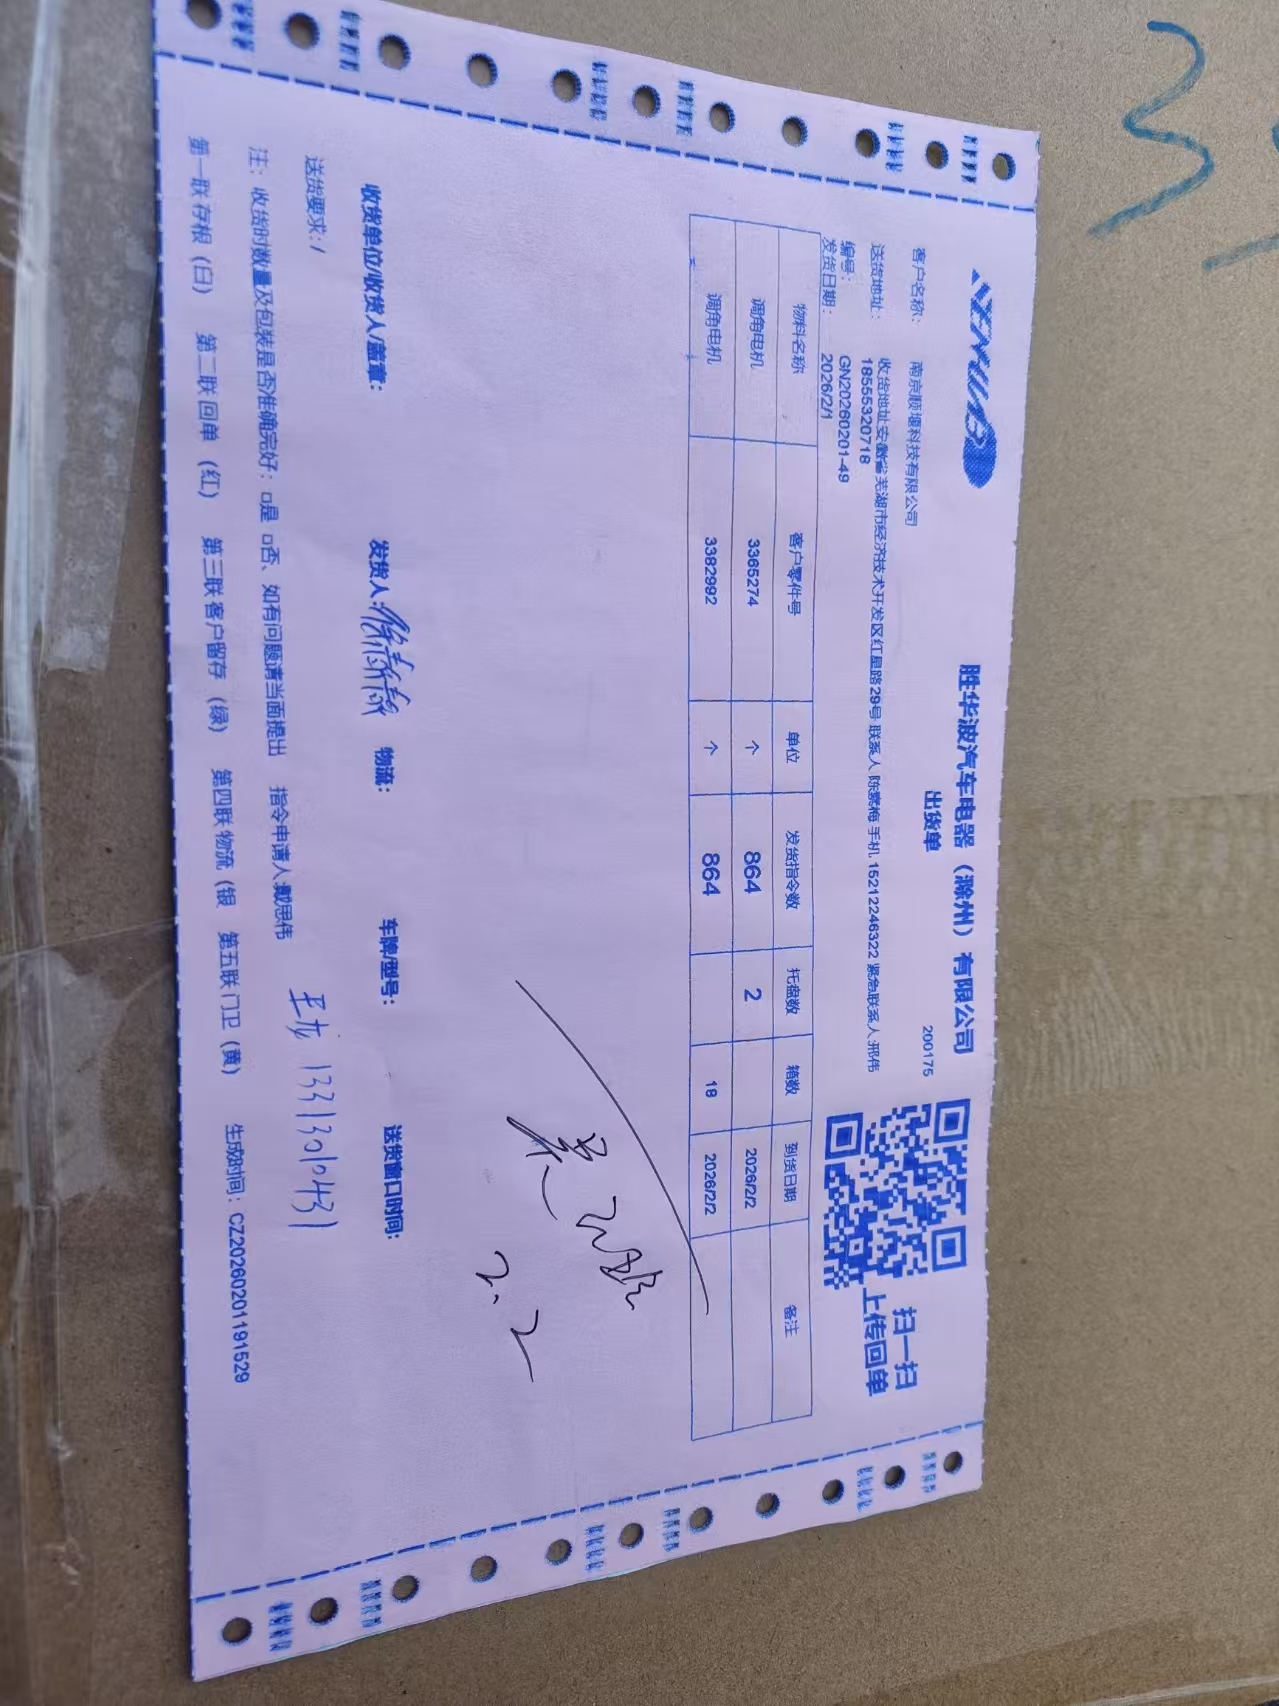 SENHUABO
胜华波汽车电器（滁州）有限公司
出货单
200175
扫一扫
上传回单
客户名称： 南京顺堰科技有限公司
送货地址： 收货地址安徽省芜湖市经济技术开发区红星路29号 联系人 陈素梅 手机 15212246322 紧急联系人 邢伟
18555320718
编号： GN20260201-49
发货日期： 2026/2/1
物料名称 客户零件号 单位 发货指令数 托盘数 箱数 到货日期 备注
调角电机 3365274 个 864 2 2026/2/2
调角电机 3382992 个 864 18 2026/2/2
2.2
收货单位/收货人/盖章： 发货人： 物流： 车牌/型号： 送货窗口时间：
送货要求：/
王龙 13313010431
注：收货时数量及包装是否准确完好：□是 □否、如有问题请当面提出 指令申请人：戴思伟
第一联存根（白） 第二联回单（红） 第三联客户留存（绿） 第四联物流（银 第五联门卫（黄） 生成时间：CZ20260201191529